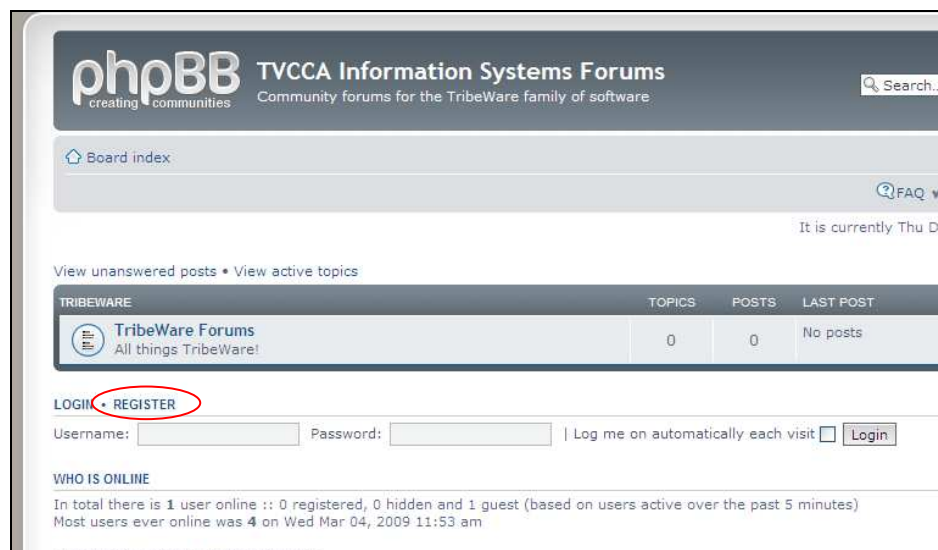 phpBB
creating communities
TVCCA Information Systems Forums
Community forums for the TribeWare family of software
Search..
Board index
FAQ
It is currently Thu D
View unanswered posts • View active topics
TRIBEWARE TOPICS POSTS LAST POST
TribeWare Forums 0 0 No posts
All things TribeWare!
LOGIN • REGISTER
Username: Password: | Log me on automatically each visit Login
WHO IS ONLINE
In total there is 1 user online :: 0 registered, 0 hidden and 1 guest (based on users active over the past 5 minutes)
Most users ever online was 4 on Wed Mar 04, 2009 11:53 am